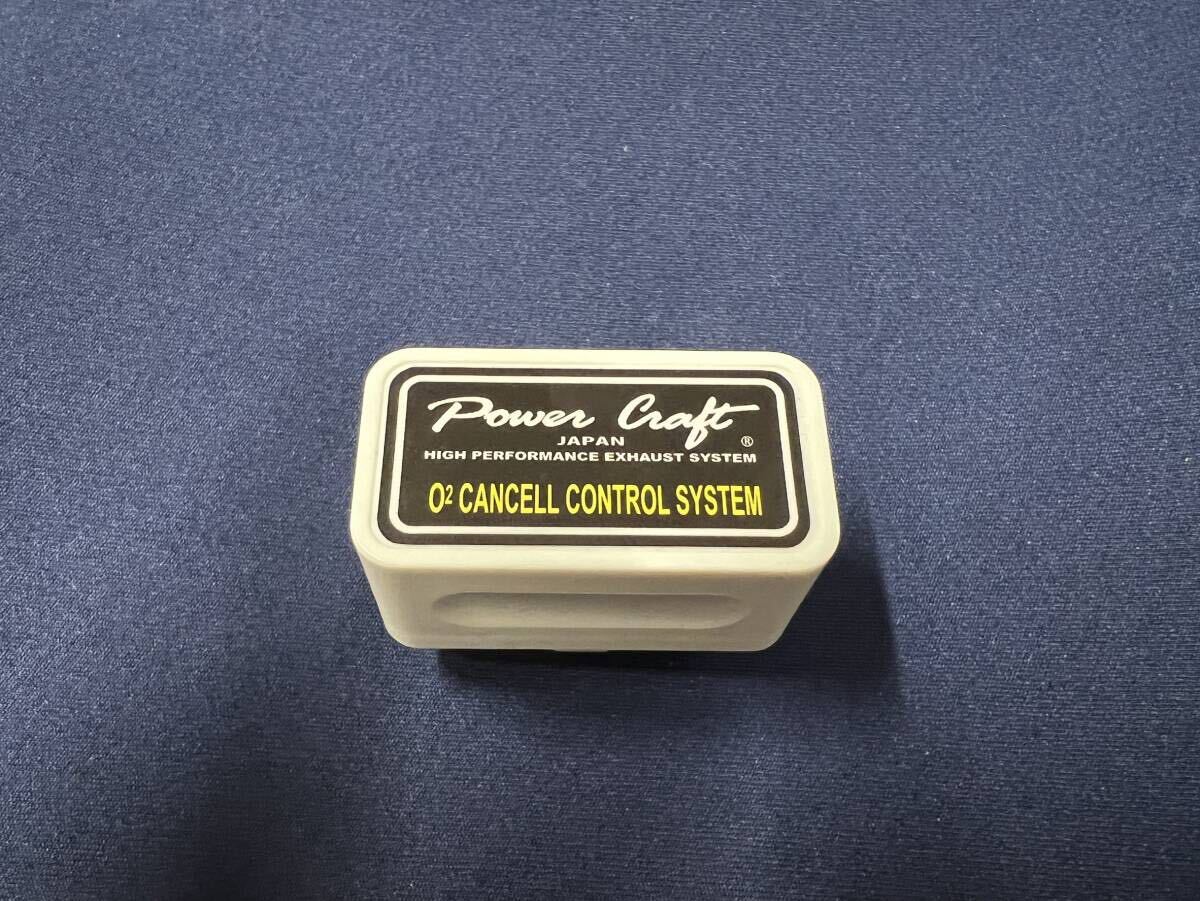 Power Craft
JAPAN ®
HIGH PERFORMANCE EXHAUST SYSTEM
O² CANCELL CONTROL SYSTEM